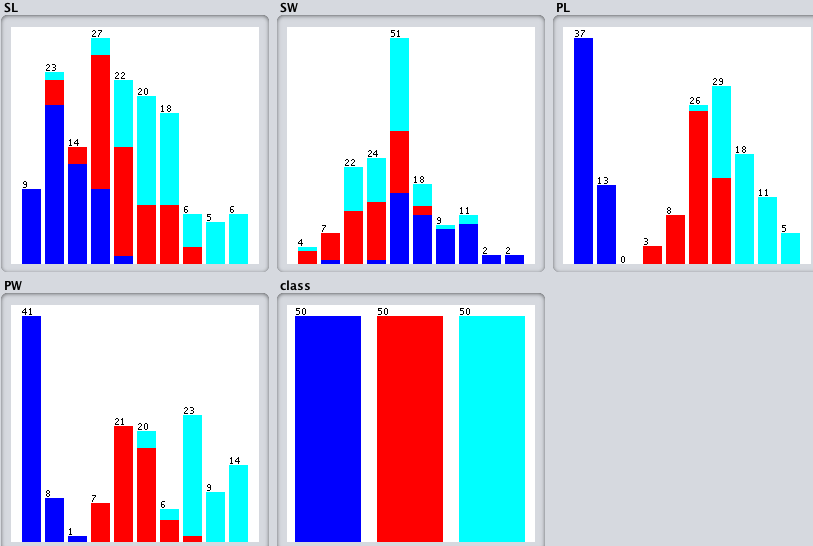 SL
9 23 14 27 22 20 18 6 5 6
SW
4 7 22 24 51 18 9 11 2 2
PL
37 13 0 3 8 26 29 18 11 5
PW
41 8 1 7 21 20 6 23 9 14
class
50 50 50